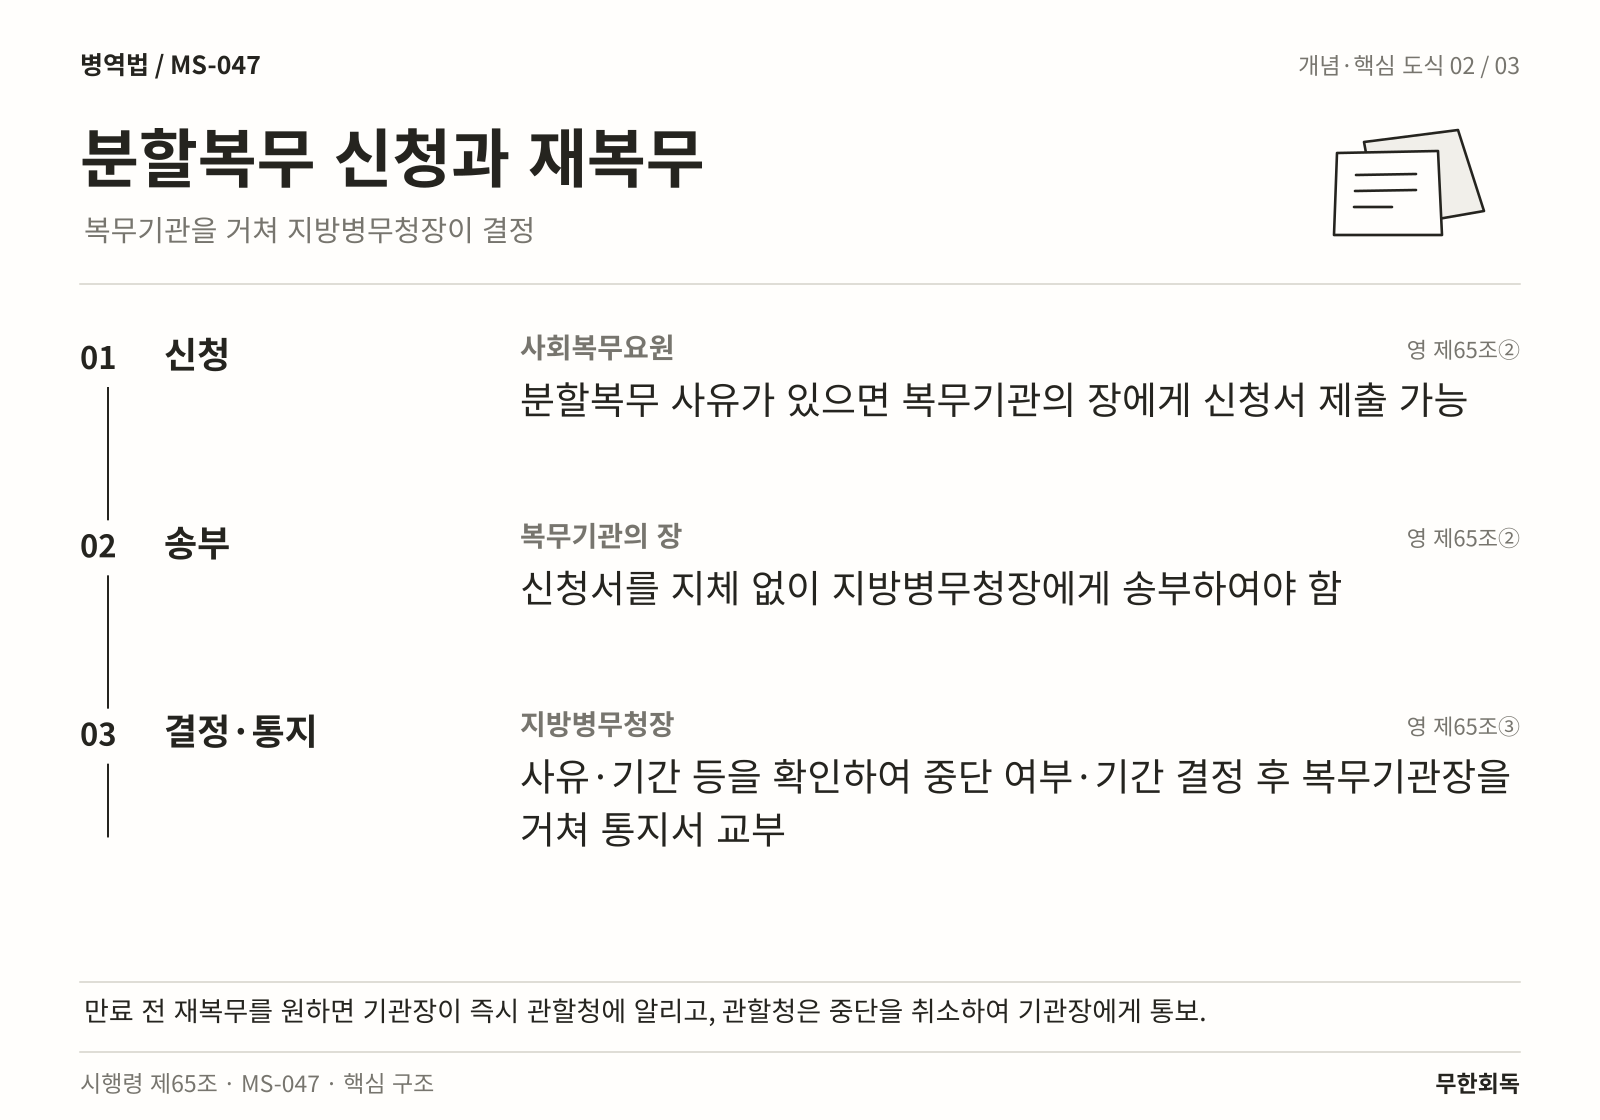 병역법 / MS-047
개념·핵심 도식 02 / 03
분할복무 신청과 재복무
복무기관을 거쳐 지방병무청장이 결정
01 신청
사회복무요원
영 제65조②
분할복무 사유가 있으면 복무기관의 장에게 신청서 제출 가능
02 송부
복무기관의 장
영 제65조②
신청서를 지체 없이 지방병무청장에게 송부하여야 함
03 결정·통지
지방병무청장
영 제65조③
사유·기간 등을 확인하여 중단 여부·기간 결정 후 복무기관장을
거쳐 통지서 교부
만료 전 재복무를 원하면 기관장이 즉시 관할청에 알리고, 관할청은 중단을 취소하여 기관장에게 통보.
시행령 제65조 · MS-047 · 핵심 구조
무한회독